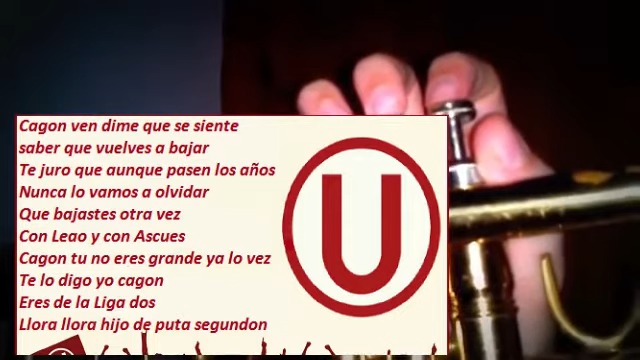 Cagon ven dime que se siente
saber que vuelves a bajar
Te juro que aunque pasen los años
Nunca lo vamos a olvidar
Que bajastes otra vez
Con Leao y con Ascues
Cagon tu no eres grande ya lo vez
Te lo digo yo cagon
Eres de la Liga dos
Llora llora hijo de puta segundon
U